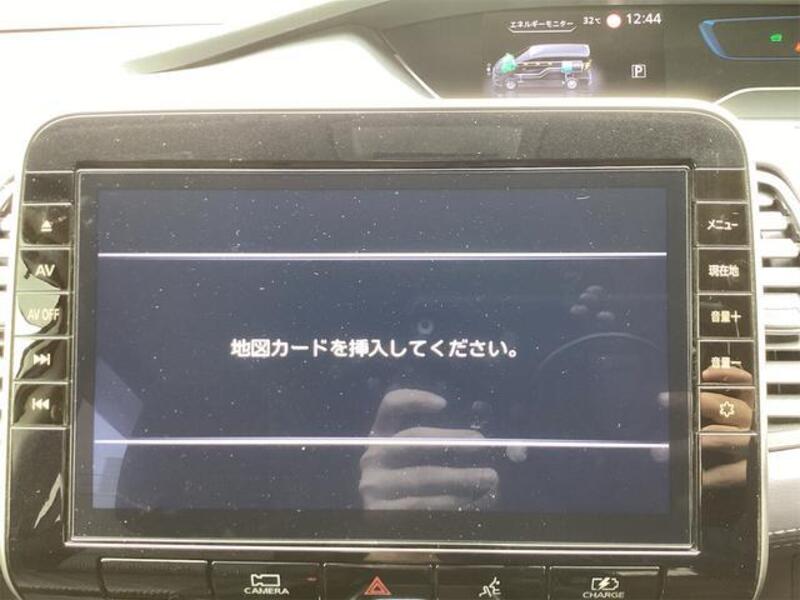 エネルギーモニター 32℃ 12:44
P
AV
AV OFF
メニュー
現在地
音量＋
音量－
地図カードを挿入してください。
CAMERA
CHARGE